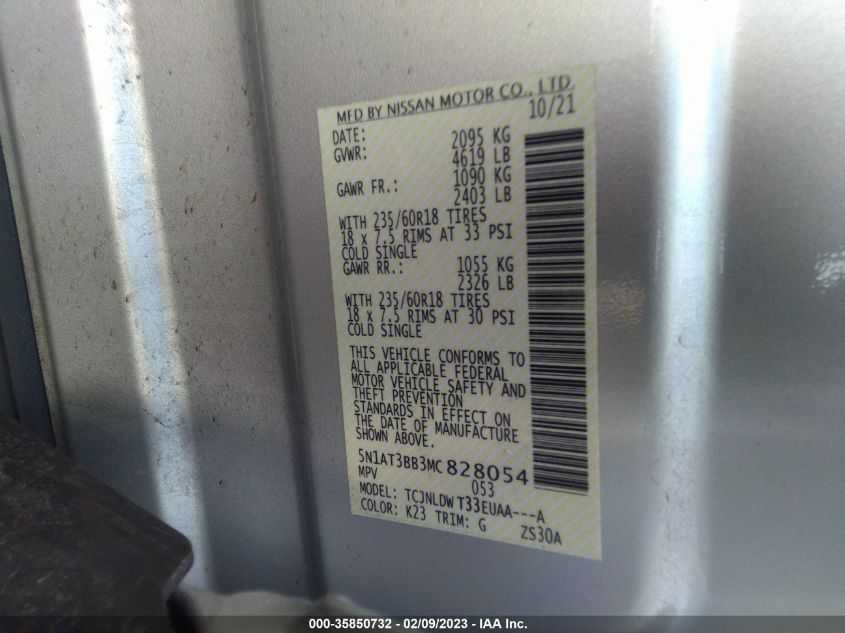 MFD BY NISSAN MOTOR CO., LTD.
DATE: 10/21
GVWR: 2095 KG
4619 LB
GAWR FR.: 1090 KG
2403 LB
WITH 235/60R18 TIRES
18 x 7.5 RIMS AT 33 PSI
COLD SINGLE
GAWR RR.: 1055 KG
2326 LB
WITH 235/60R18 TIRES
18 x 7.5 RIMS AT 30 PSI
COLD SINGLE
THIS VEHICLE CONFORMS TO
ALL APPLICABLE FEDERAL
MOTOR VEHICLE SAFETY AND
THEFT PREVENTION
STANDARDS IN EFFECT ON
THE DATE OF MANUFACTURE
SHOWN ABOVE.
5N1AT3BB3MC828054
MPV 053
MODEL: TCJNLDWT33EUAA---A
COLOR: K23 TRIM: G ZS30A
000-35850732 - 02/09/2023 - IAA Inc.